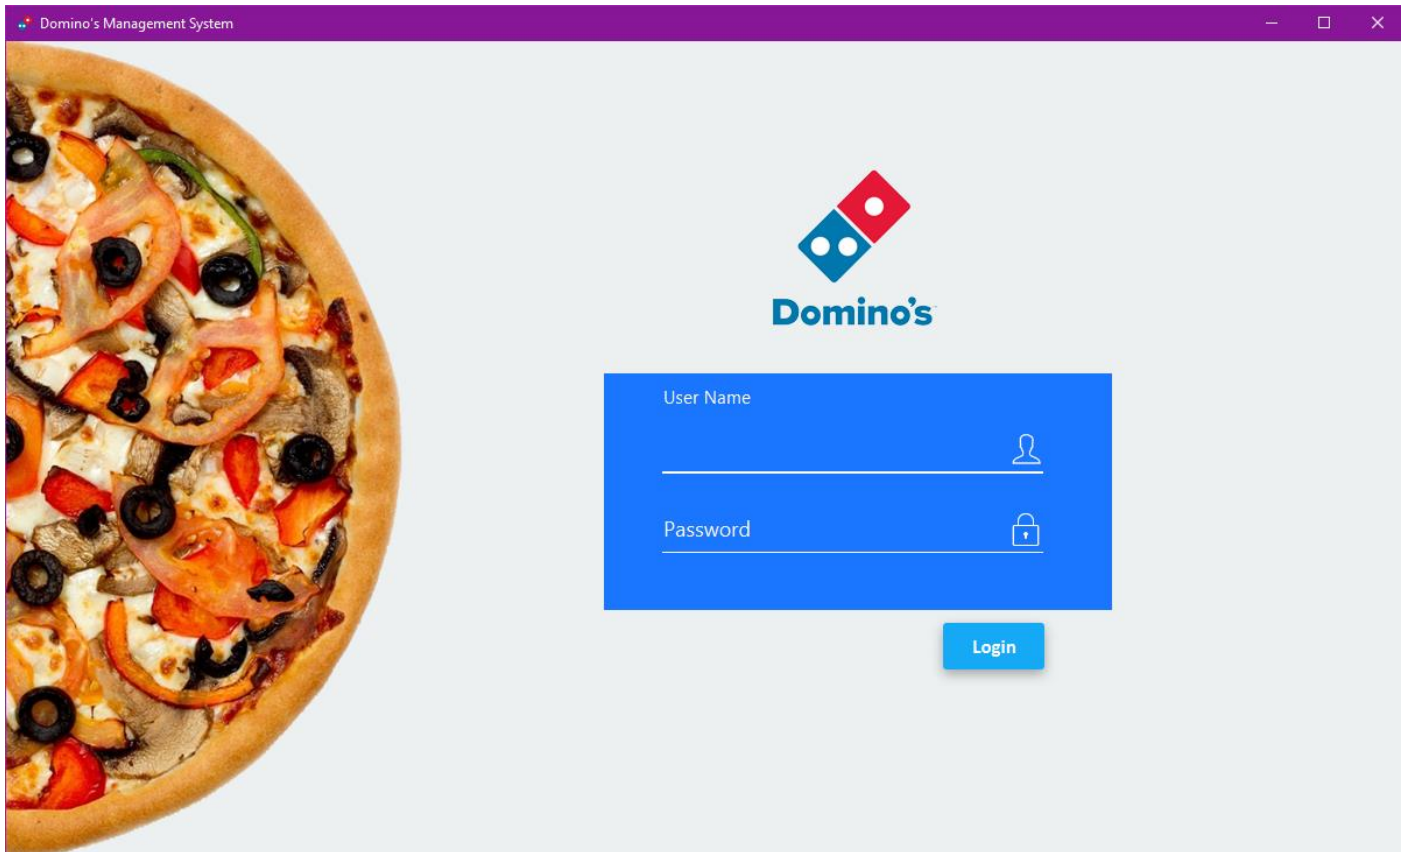 Domino's Management System
Domino's
User Name
Password
Login